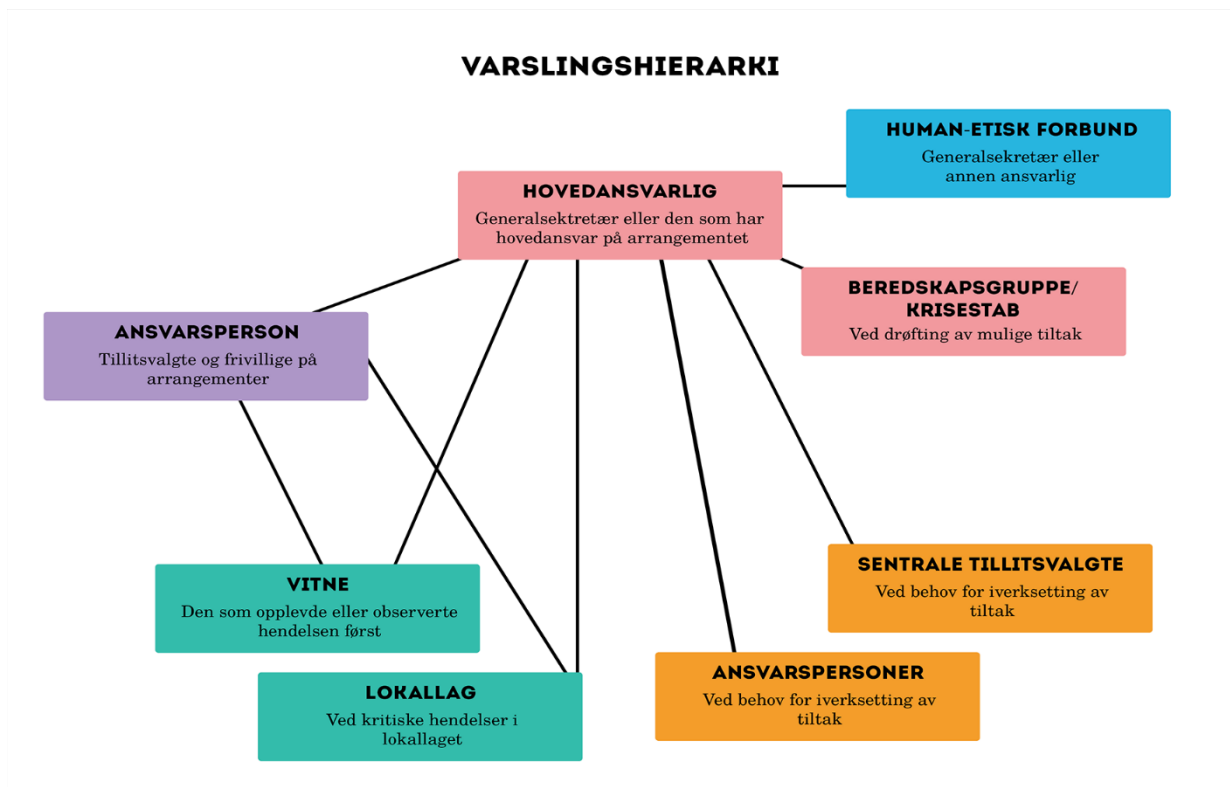 VARSLINGSHIERARKI
HUMAN-ETISK FORBUND
Generalsekretær eller
annen ansvarlig
HOVEDANSVARLIG
Generalsektretær eller den som har
hovedansvar på arrangementet
BEREDSKAPSGRUPPE/
KRISESTAB
Ved drøfting av mulige tiltak
ANSVARSPERSON
Tillitsvalgte og frivillige på
arrangementer
VITNE
Den som opplevde eller observerte
hendelsen først
SENTRALE TILLITSVALGTE
Ved behov for iverksetting av
tiltak
LOKALLAG
Ved kritiske hendelser i
lokallaget
ANSVARSPERSONER
Ved behov for iverksetting av
tiltak